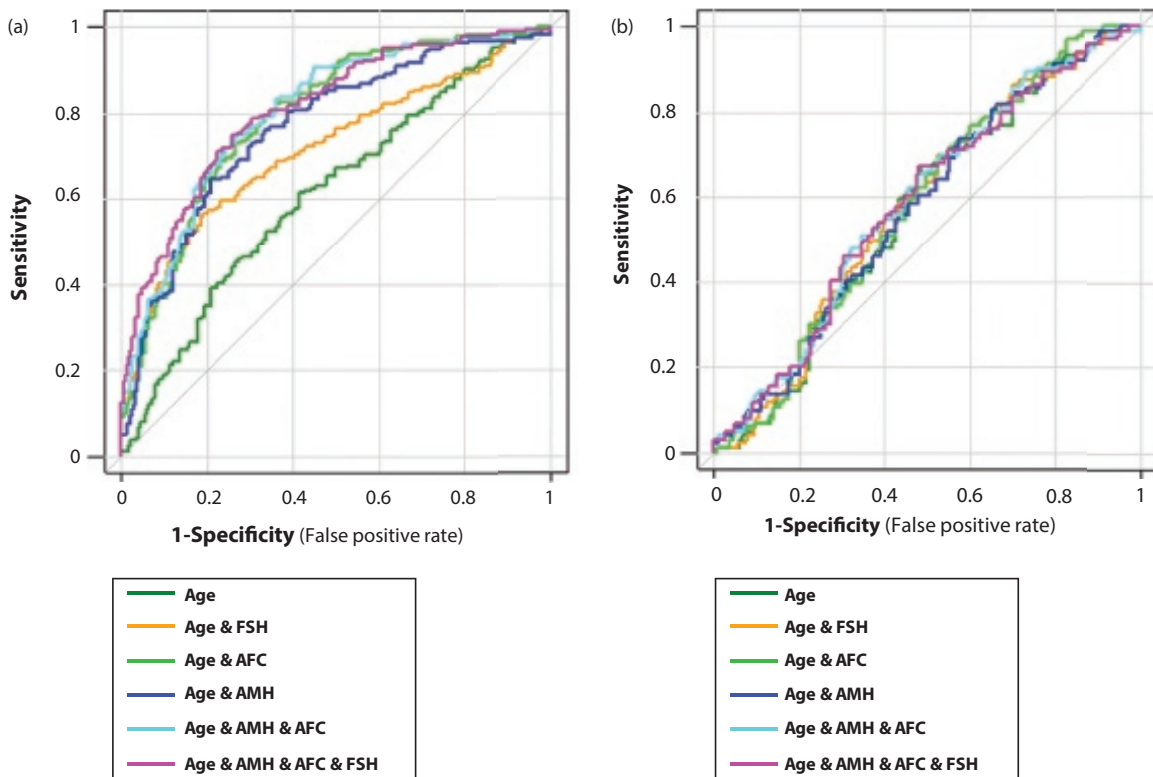 (a)
1
0.8
0.6
0.4
0.2
0
Sensitivity
0 0.2 0.4 0.6 0.8 1
1-Specificity (False positive rate)
Age
Age & FSH
Age & AFC
Age & AMH
Age & AMH & AFC
Age & AMH & AFC & FSH
(b)
1
0.8
0.6
0.4
0.2
0
Sensitivity
0 0.2 0.4 0.6 0.8 1
1-Specificity (False positive rate)
Age
Age & FSH
Age & AFC
Age & AMH
Age & AMH & AFC
Age & AMH & AFC & FSH